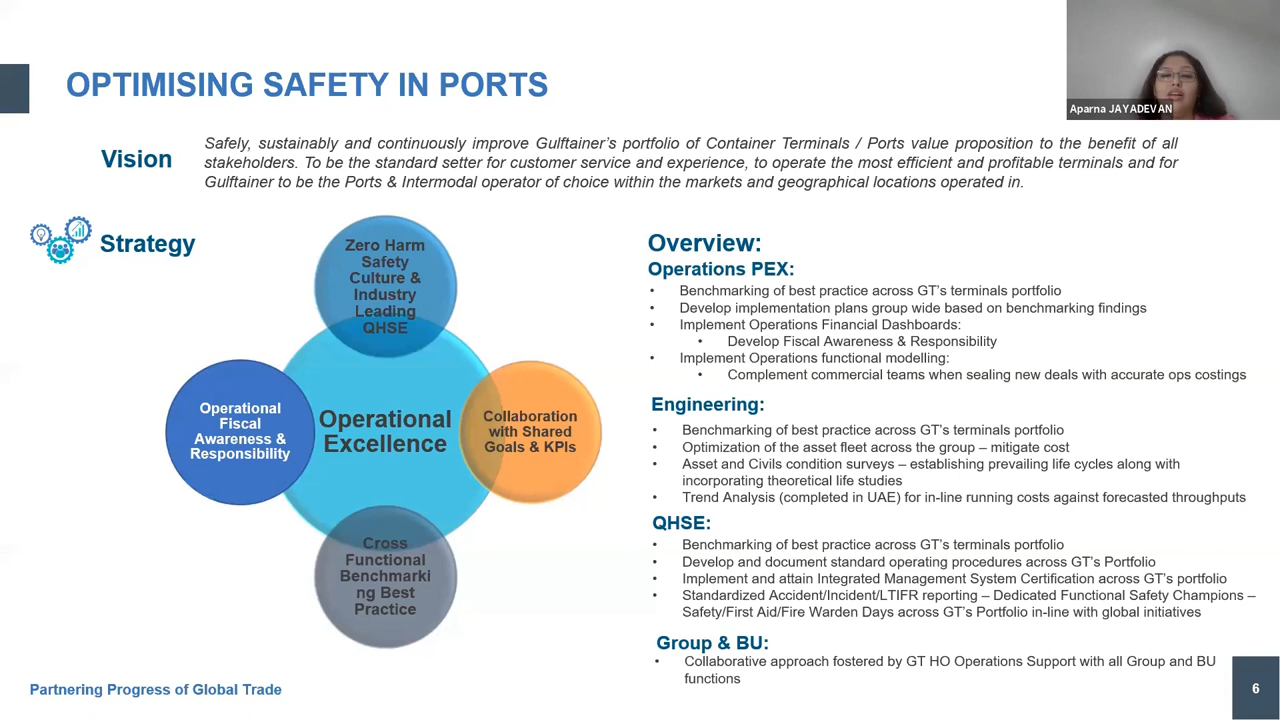 OPTIMISING SAFETY IN PORTS
Aparna JAYADEVAN
Vision
Safely, sustainably and continuously improve Gulftainer's portfolio of Container Terminals / Ports value proposition to the benefit of all
stakeholders. To be the standard setter for customer service and experience, to operate the most efficient and profitable terminals and for
Gulftainer to be the Ports & Intermodal operator of choice within the markets and geographical locations operated in.
Strategy
Zero Harm
Safety
Culture &
Industry
Leading
QHSE
Operational
Fiscal
Awareness &
Responsibility
Operational
Excellence
Collaboration
with Shared
Goals & KPIs
Cross
Functional
Benchmarki
ng Best
Practice
Overview:
Operations PEX:
• Benchmarking of best practice across GT's terminals portfolio
• Develop implementation plans group wide based on benchmarking findings
• Implement Operations Financial Dashboards:
• Develop Fiscal Awareness & Responsibility
• Implement Operations functional modelling:
• Complement commercial teams when sealing new deals with accurate ops costings
Engineering:
• Benchmarking of best practice across GT's terminals portfolio
• Optimization of the asset fleet across the group – mitigate cost
• Asset and Civils condition surveys – establishing prevailing life cycles along with
incorporating theoretical life studies
• Trend Analysis (completed in UAE) for in-line running costs against forecasted throughputs
QHSE:
• Benchmarking of best practice across GT's terminals portfolio
• Develop and document standard operating procedures across GT's Portfolio
• Implement and attain Integrated Management System Certification across GT's portfolio
• Standardized Accident/Incident/LTIFR reporting – Dedicated Functional Safety Champions –
Safety/First Aid/Fire Warden Days across GT's Portfolio in-line with global initiatives
Group & BU:
• Collaborative approach fostered by GT HO Operations Support with all Group and BU
functions
Partnering Progress of Global Trade
6